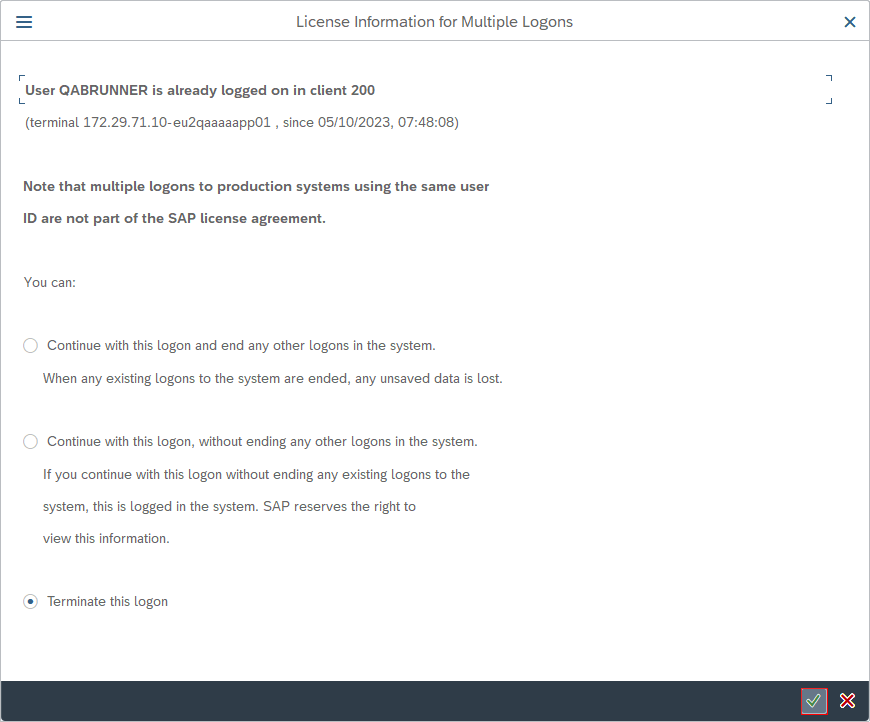 License Information for Multiple Logons
User QABRUNNER is already logged on in client 200
(terminal 172.29.71.10-eu2qaaaaapp01 , since 05/10/2023, 07:48:08)
Note that multiple logons to production systems using the same user
ID are not part of the SAP license agreement.
You can:
Continue with this logon and end any other logons in the system.
When any existing logons to the system are ended, any unsaved data is lost.
Continue with this logon, without ending any other logons in the system.
If you continue with this logon without ending any existing logons to the
system, this is logged in the system. SAP reserves the right to
view this information.
Terminate this logon